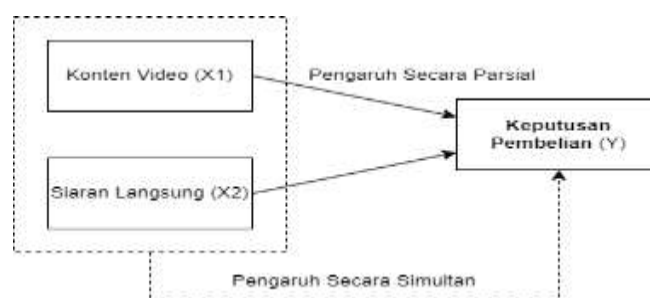 Konten Video (X1)
Pengaruh Secara Parsial
Keputusan
Pembelian (Y)
Siaran Langsung (X2)
Pengaruh Secara Simultan